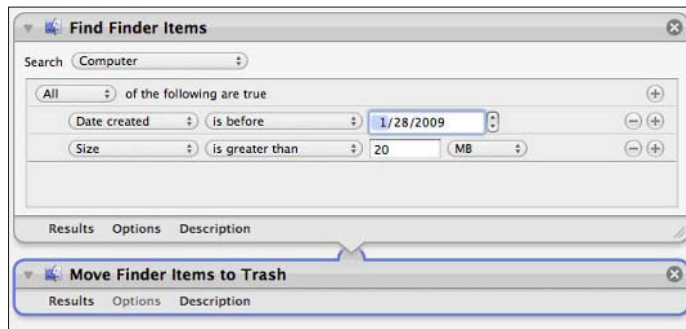 Find Finder Items
Search Computer
All of the following are true
Date created is before 1/28/2009
Size is greater than 20 MB
Results Options Description
Move Finder Items to Trash
Results Options Description